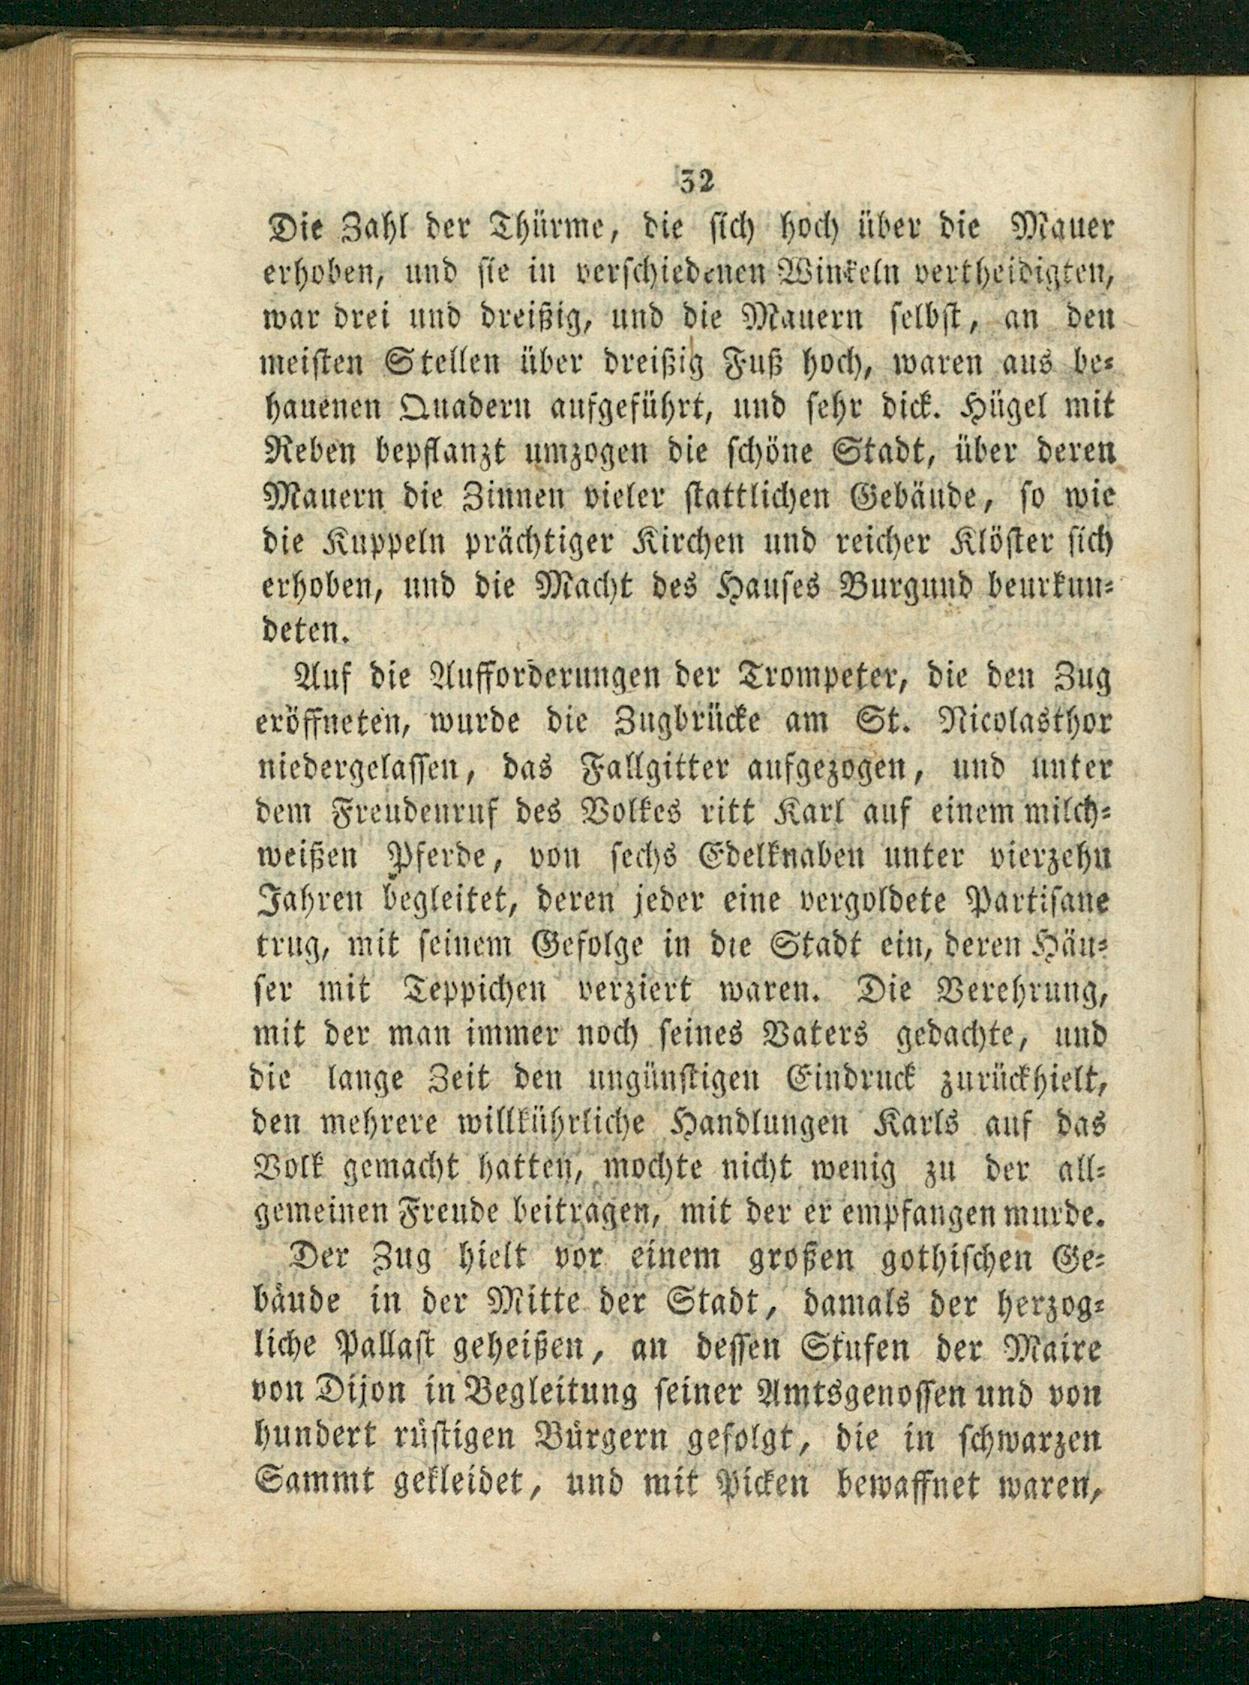 32
Die Zahl der Thürme, die sich hoch über die Mauer
erhoben, und sie in verschiedenen Winkeln vertheidigten,
war drei und dreißig, und die Mauern selbst, an den
meisten Stellen über dreißig Fuß hoch, waren aus be-
hauenen Quadern aufgeführt, und sehr dick. Hügel mit
Reben bepflanzt umzogen die schöne Stadt, über deren
Mauern die Zinnen vieler stattlichen Gebäude, so wie
die Kuppeln prächtiger Kirchen und reicher Klöster sich
erhoben, und die Macht des Hauses Burgund beurkun-
deten.
Auf die Aufforderungen der Trompeter, die den Zug
eröffneten, wurde die Zugbrücke am St. Nicolasthor
niedergelassen, das Fallgitter aufgezogen, und unter
dem Freudenruf des Volkes ritt Karl auf einem milch-
weißen Pferde, von sechs Edelknaben unter vierzehn
Jahren begleitet, deren jeder eine vergoldete Partisane
trug, mit seinem Gefolge in die Stadt ein, deren Häu-
ser mit Teppichen verziert waren. Die Verehrung,
mit der man immer noch seines Vaters gedachte, und
die lange Zeit den ungünstigen Eindruck zurückhielt,
den mehrere willkührliche Handlungen Karls auf das
Volk gemacht hatten, mochte nicht wenig zu der all-
gemeinen Freude beitragen, mit der er empfangen murde.
Der Zug hielt vor einem großen gothischen Ge-
bäude in der Mitte der Stadt, damals der herzog-
liche Pallast geheißen, an dessen Stufen der Maire
von Dijon in Begleitung seiner Amtsgenossen und von
hundert rüstigen Bürgern gefolgt, die in schwarzen
Sammt gekleidet, und mit Picken bewaffnet waren,